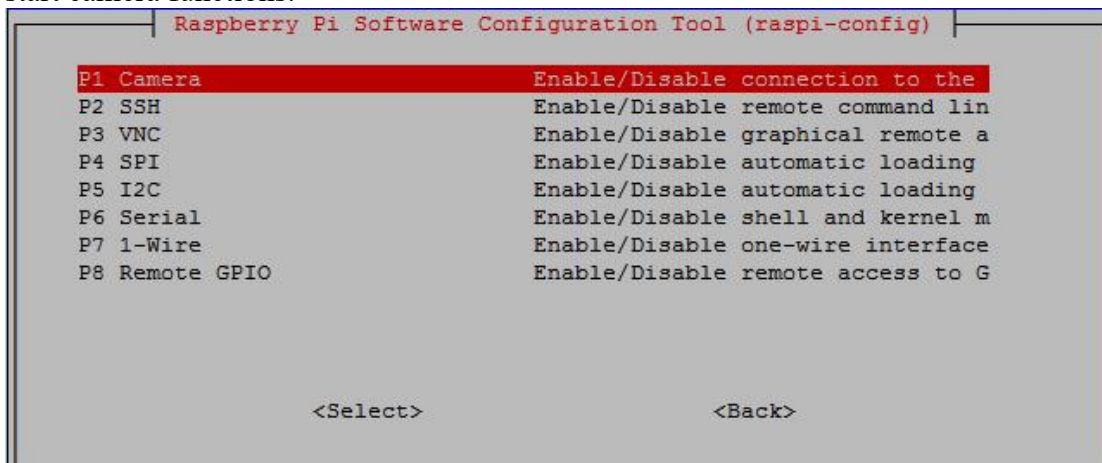 Raspberry Pi Software Configuration Tool (raspi-config)
P1 Camera Enable/Disable connection to the
P2 SSH Enable/Disable remote command lin
P3 VNC Enable/Disable graphical remote a
P4 SPI Enable/Disable automatic loading
P5 I2C Enable/Disable automatic loading
P6 Serial Enable/Disable shell and kernel m
P7 1-Wire Enable/Disable one-wire interface
P8 Remote GPIO Enable/Disable remote access to G
<Select> <Back>